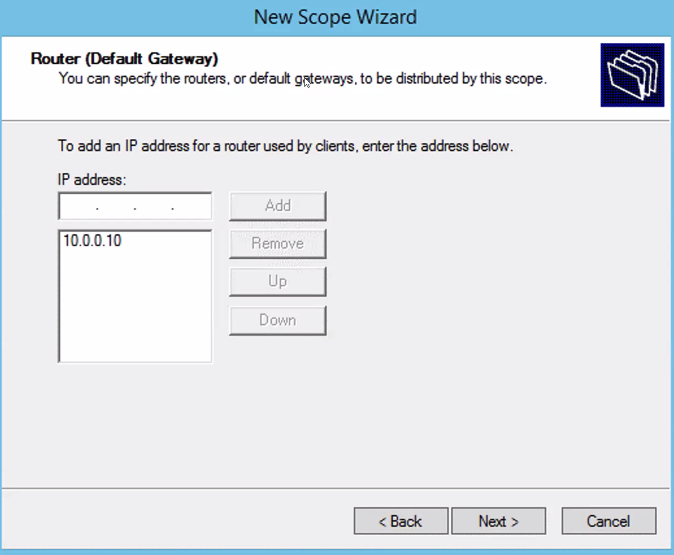 New Scope Wizard
Router (Default Gateway)
You can specify the routers, or default gateways, to be distributed by this scope.
To add an IP address for a router used by clients, enter the address below.
IP address:
. . .
Add
10.0.0.10
Remove
Up
Down
< Back
Next >
Cancel